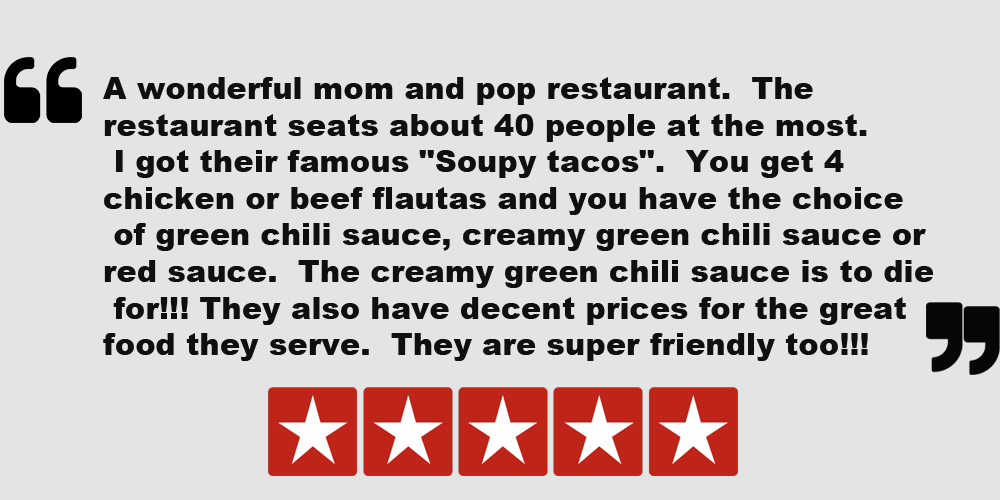 A wonderful mom and pop restaurant.  The
restaurant seats about 40 people at the most.
I got their famous "Soupy tacos".  You get 4
chicken or beef flautas and you have the choice
of green chili sauce, creamy green chili sauce or
red sauce.  The creamy green chili sauce is to die
for!!! They also have decent prices for the great
food they serve.  They are super friendly too!!!